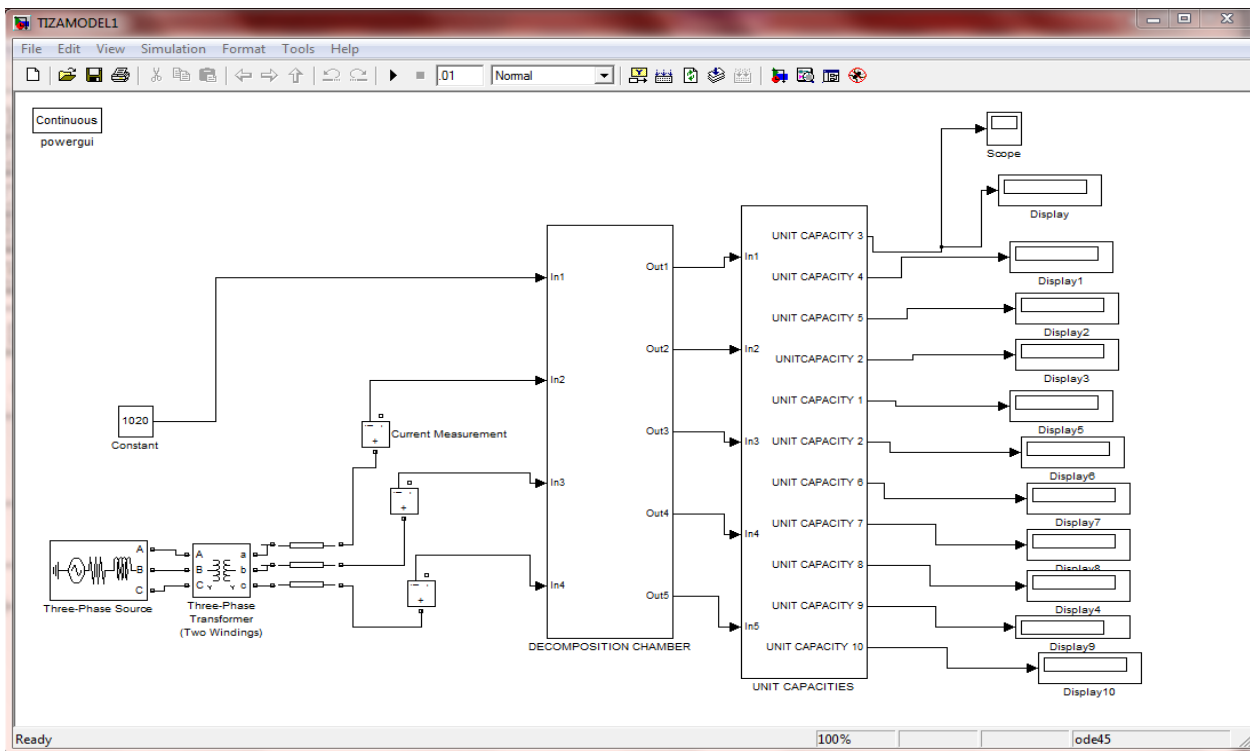 TIZAMODEL1
File Edit View Simulation Format Tools Help
.01 Normal
Continuous
powergui
Scope
Display
Display1
Display2
Display3
Display5
Display6
Display7
Display8
Display4
Display9
Display10
UNIT CAPACITY 3
UNIT CAPACITY 4
UNIT CAPACITY 5
UNITCAPACITY 2
UNIT CAPACITY 1
UNIT CAPACITY 2
UNIT CAPACITY 6
UNIT CAPACITY 7
UNIT CAPACITY 8
UNIT CAPACITY 9
UNIT CAPACITY 10
In1
In2
In3
In4
In5
UNIT CAPACITIES
Out1
Out2
Out3
Out4
Out5
In1
In2
In3
In4
DECOMPOSITION CHAMBER
1020
Constant
Current Measurement
+
+
+
A
B
C
Three-Phase Source
A a
B b
C Y Y c
Three-Phase
Transformer
(Two Windings)
Ready 100% ode45